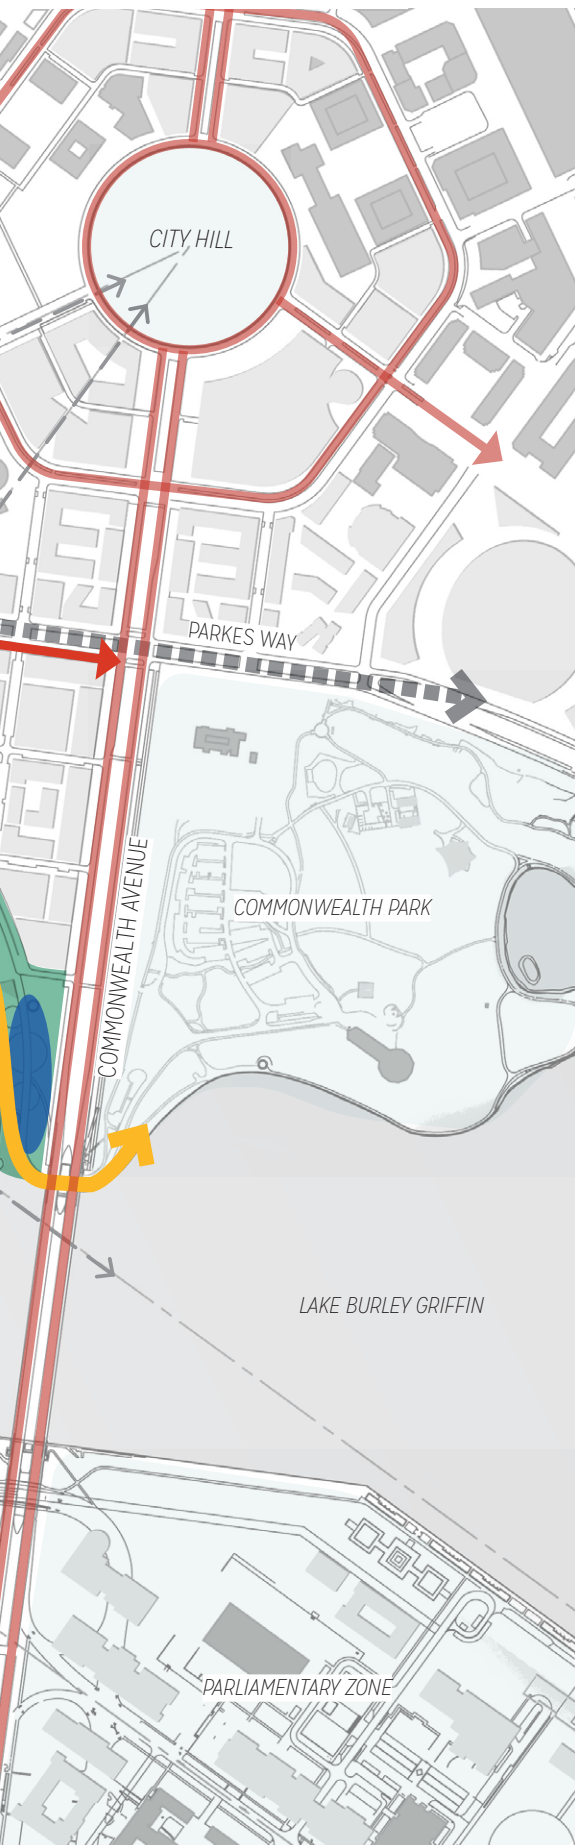 CITY HILL
PARKES WAY
COMMONWEALTH AVENUE
COMMONWEALTH PARK
LAKE BURLEY GRIFFIN
PARLIAMENTARY ZONE